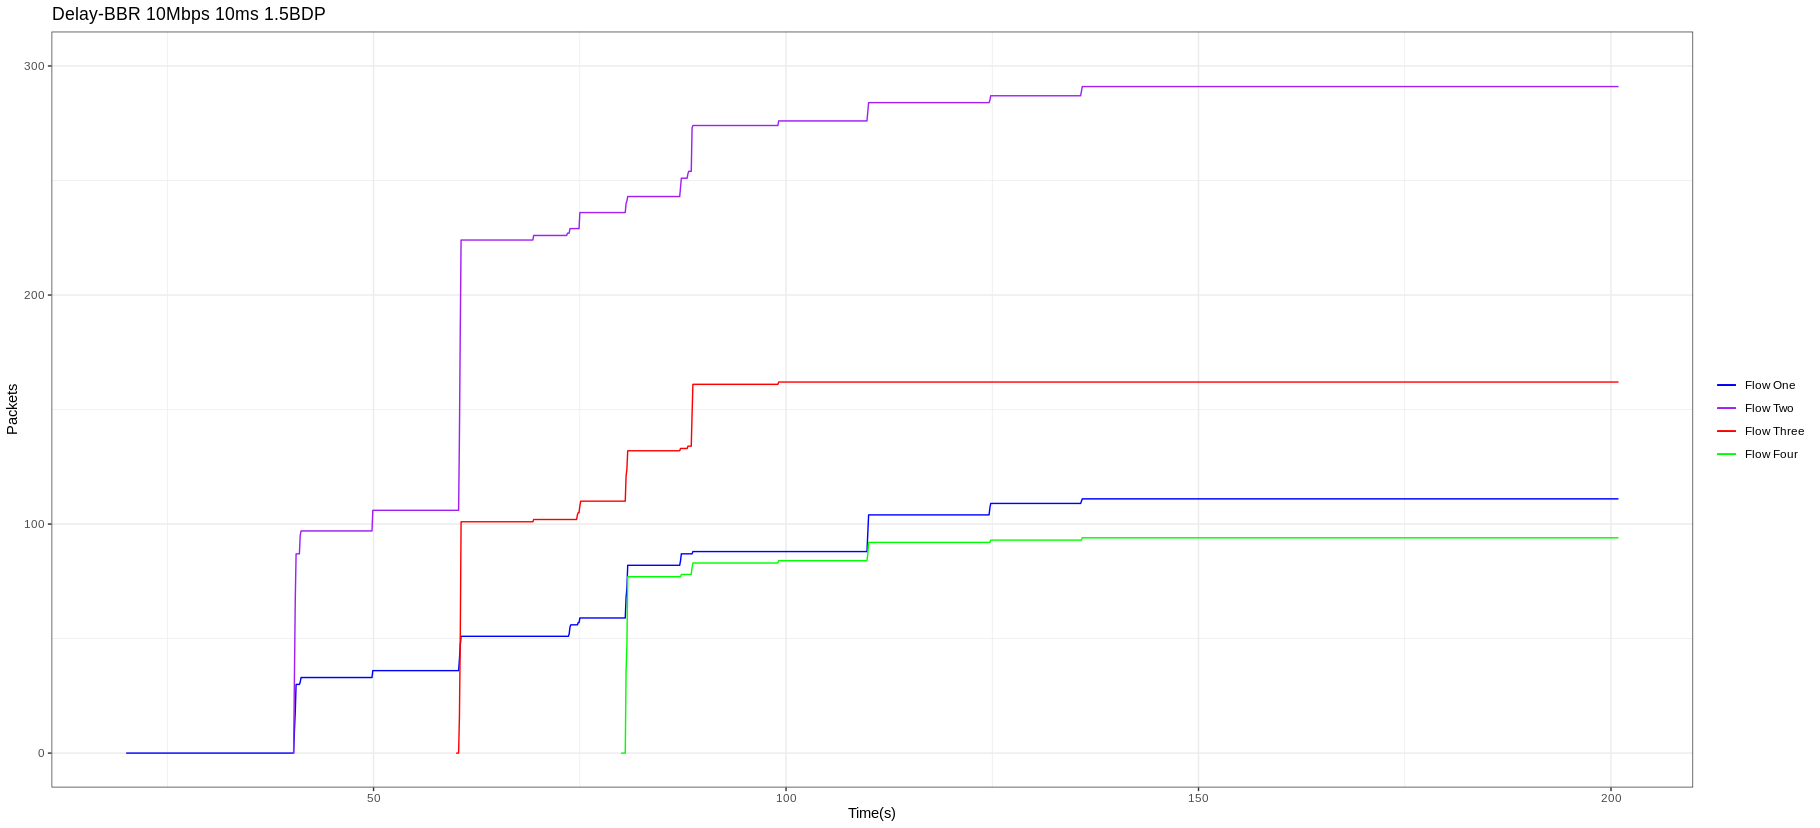 Delay-BBR 10Mbps 10ms 1.5BDP
Packets
300
200
100
0
50
100
150
200
Time(s)
Flow One
Flow Two
Flow Three
Flow Four